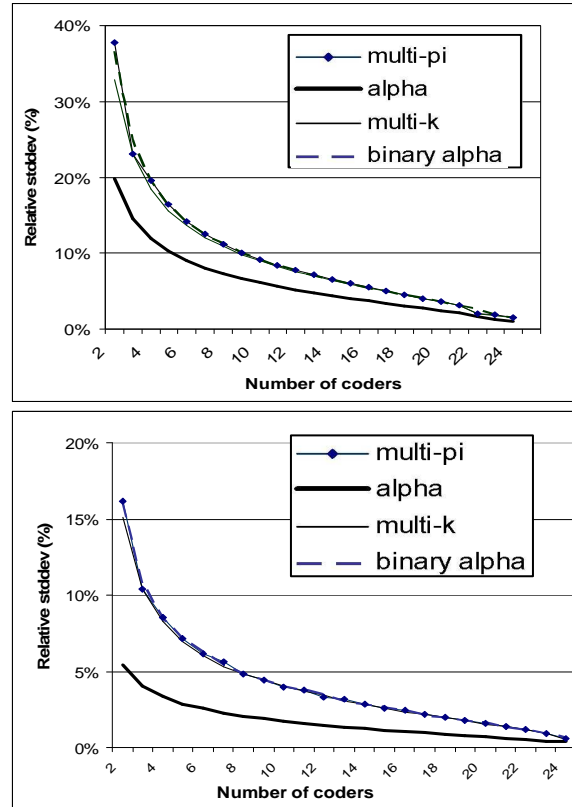 40%
30%
20%
10%
0%
Relative stddev (%)
multi-pi
alpha
multi-k
binary alpha
2 4 6 8 10 12 14 16 18 20 22 24
Number of coders
20%
15%
10%
5%
0%
Relative stddev (%)
multi-pi
alpha
multi-k
binary alpha
2 4 6 8 10 12 14 16 18 20 22 24
Number of coders